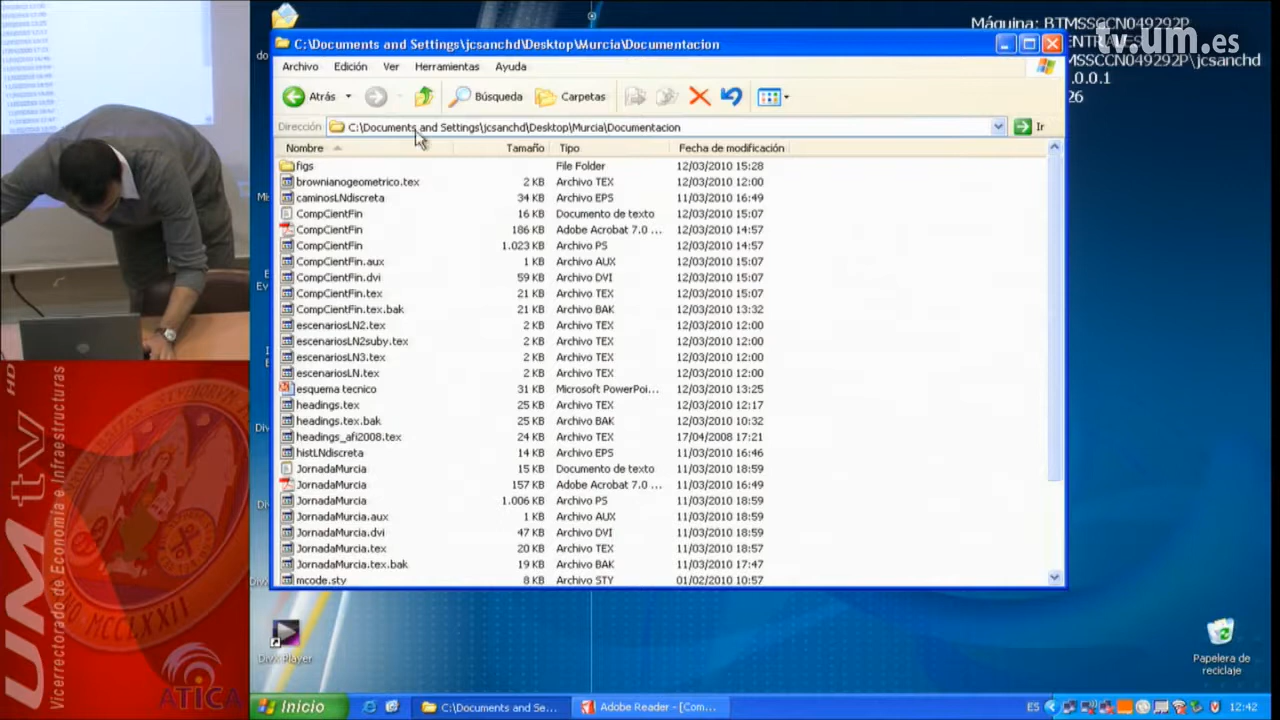 Máquina: BTMSSCCN049292P
tv.um.es
ENTRALES
MSSCCN049292P\jcsanchd
.0.0.1
26
C:\Documents and Settings\jcsanchd\Desktop\Murcia\Documentacion
Archivo Edición Ver Herramientas Ayuda
Atrás Búsqueda Carpetas
Dirección C:\Documents and Settings\jcsanchd\Desktop\Murcia\Documentacion Ir
Nombre Tamaño Tipo Fecha de modificación
figs File Folder 12/03/2010 15:28
brownianogeometrico.tex 2 KB Archivo TEX 12/03/2010 12:00
caminosLNdiscreta 34 KB Archivo EPS 11/03/2010 16:49
CompCientFin 16 KB Documento de texto 12/03/2010 15:07
CompCientFin 186 KB Adobe Acrobat 7.0 ... 12/03/2010 14:57
CompCientFin 1.023 KB Archivo PS 12/03/2010 14:57
CompCientFin.aux 1 KB Archivo AUX 12/03/2010 15:07
CompCientFin.dvi 59 KB Archivo DVI 12/03/2010 15:07
CompCientFin.tex 21 KB Archivo TEX 12/03/2010 15:07
CompCientFin.tex.bak 21 KB Archivo BAK 12/03/2010 13:32
escenariosLN2.tex 2 KB Archivo TEX 12/03/2010 12:00
escenariosLN2suby.tex 2 KB Archivo TEX 12/03/2010 12:00
escenariosLN3.tex 2 KB Archivo TEX 12/03/2010 12:00
escenariosLN.tex 2 KB Archivo TEX 12/03/2010 12:00
esquema tecnico 31 KB Microsoft PowerPoi... 12/03/2010 13:25
headings.tex 25 KB Archivo TEX 12/03/2010 12:17
headings.tex.bak 25 KB Archivo BAK 12/03/2010 10:32
headings_afi2008.tex 24 KB Archivo TEX 17/04/2008 17:21
histLNdiscreta 14 KB Archivo EPS 11/03/2010 16:46
JornadaMurcia 15 KB Documento de texto 11/03/2010 18:59
JornadaMurcia 157 KB Adobe Acrobat 7.0 ... 11/03/2010 16:49
JornadaMurcia 1.006 KB Archivo PS 11/03/2010 18:59
JornadaMurcia.aux 1 KB Archivo AUX 11/03/2010 18:59
JornadaMurcia.dvi 47 KB Archivo DVI 11/03/2010 18:59
JornadaMurcia.tex 20 KB Archivo TEX 11/03/2010 18:57
JornadaMurcia.tex.bak 19 KB Archivo BAK 11/03/2010 17:47
mcode.sty 8 KB Archivo STY 01/02/2010 10:57
DivX Player
Papelera de
reciclaje
Inicio C:\Documents and Se... Adobe Reader - [Com... ES 12:42
UMtv HD
Vicerrectorado de Economía e Infraestructuras
MCCLXXII
ATICA